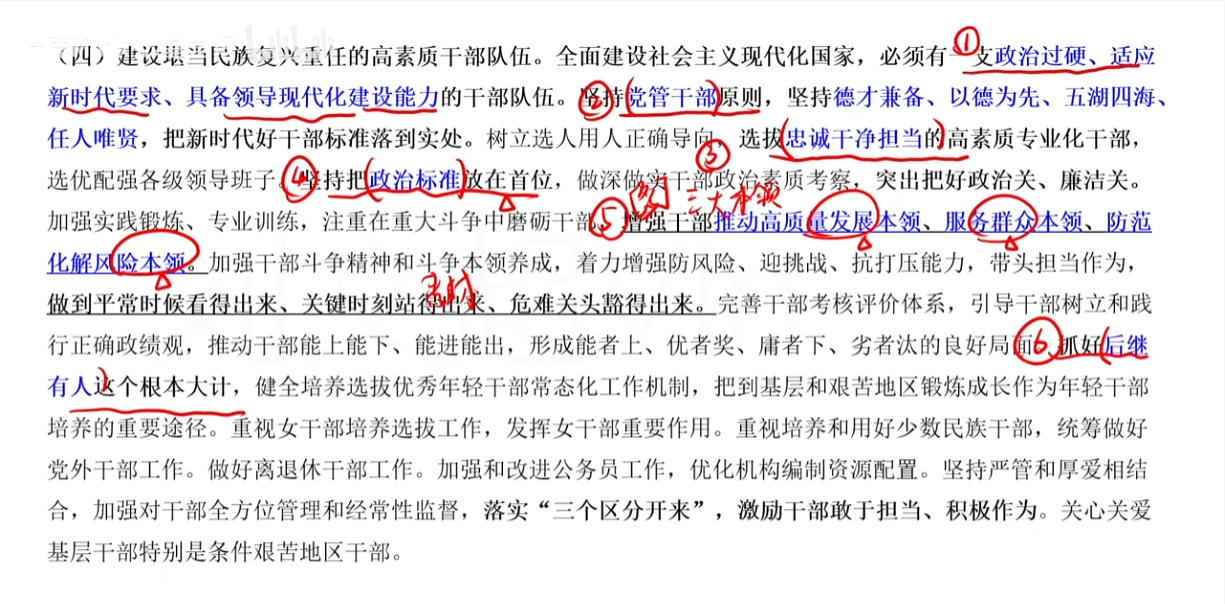 （四）建设堪当民族复兴重任的高素质干部队伍。全面建设社会主义现代化国家，必须有一支政治过硬、适应
新时代要求、具备领导现代化建设能力的干部队伍。坚持党管干部原则，坚持德才兼备、以德为先、五湖四海、
任人唯贤，把新时代好干部标准落到实处。树立选人用人正确导向，选拔忠诚干净担当的高素质专业化干部，
选优配强各级领导班子。坚持把政治标准放在首位，做深做实干部政治素质考察，突出把好政治关、廉洁关。
加强实践锻炼、专业训练，注重在重大斗争中磨砺干部，增强干部推动高质量发展本领、服务群众本领、防范
化解风险本领。加强干部斗争精神和斗争本领养成，着力增强防风险、迎挑战、抗打压能力，带头担当作为，
做到平常时候看得出来、关键时刻站得出来、危难关头豁得出来。完善干部考核评价体系，引导干部树立和践
行正确政绩观，推动干部能上能下、能进能出，形成能者上、优者奖、庸者下、劣者汰的良好局面。抓好后继
有人这个根本大计，健全培养选拔优秀年轻干部常态化工作机制，把到基层和艰苦地区锻炼成长作为年轻干部
培养的重要途径。重视女干部培养选拔工作，发挥女干部重要作用。重视培养和用好少数民族干部，统筹做好
党外干部工作。做好离退休干部工作。加强和改进公务员工作，优化机构编制资源配置。坚持严管和厚爱相结
合，加强对干部全方位管理和经常性监督，落实“三个区分开来”，激励干部敢于担当、积极作为。关心关爱
基层干部特别是条件艰苦地区干部。
①
②
③
④
⑤
三大本领
⑥